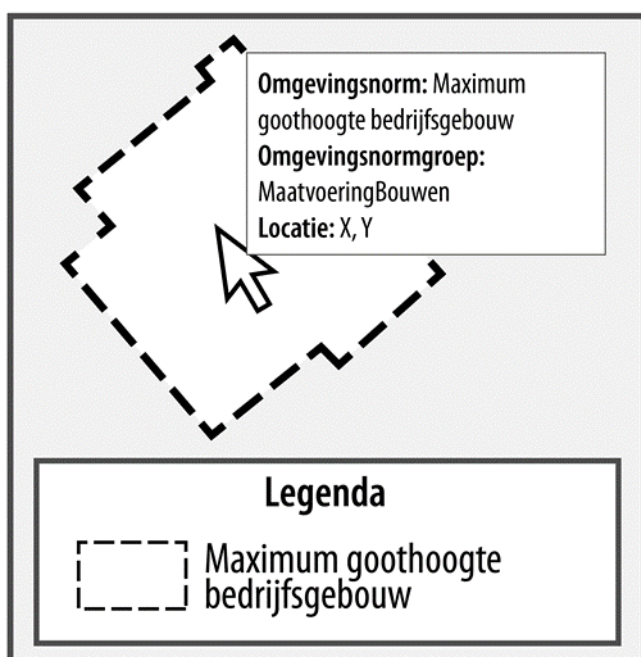 Omgevingsnorm: Maximum
goothoogte bedrijfsgebouw
Omgevingsnormgroep:
MaatvoeringBouwen
Locatie: X, Y
Legenda
Maximum goothoogte
bedrijfsgebouw